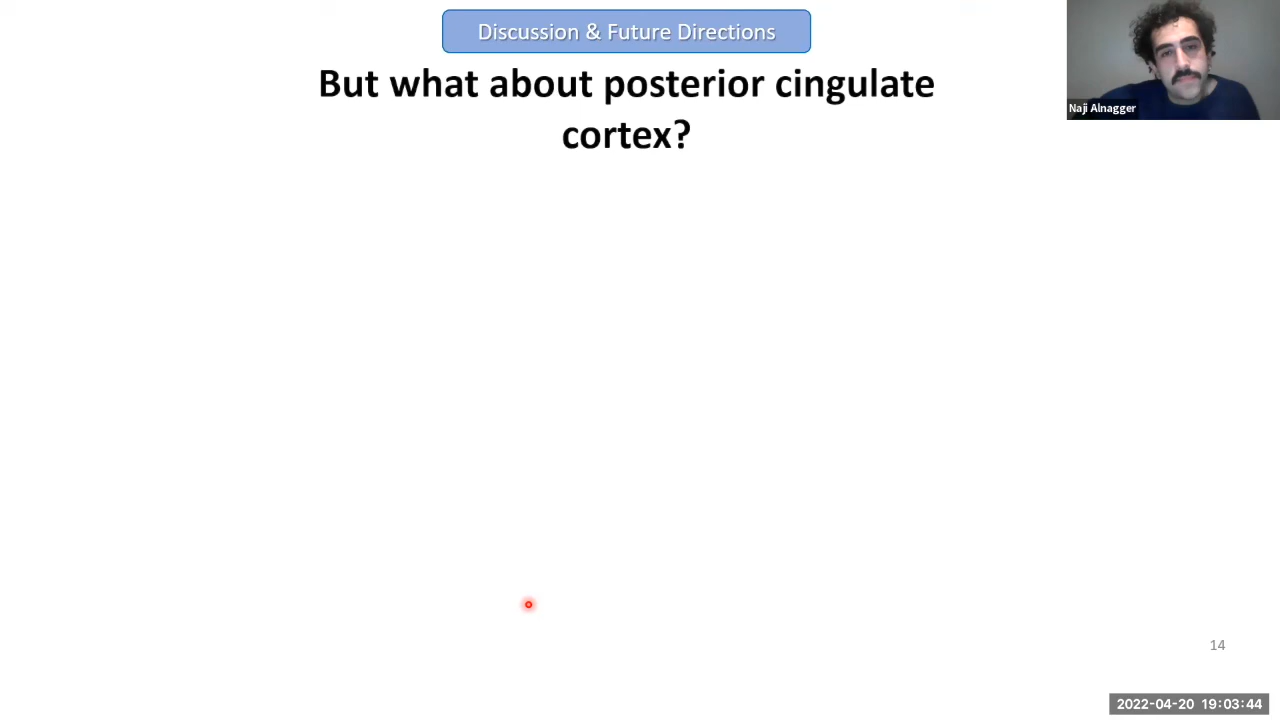 Discussion & Future Directions
But what about posterior cingulate
cortex?
Naji Alnagger
14
2022-04-20 19:03:44